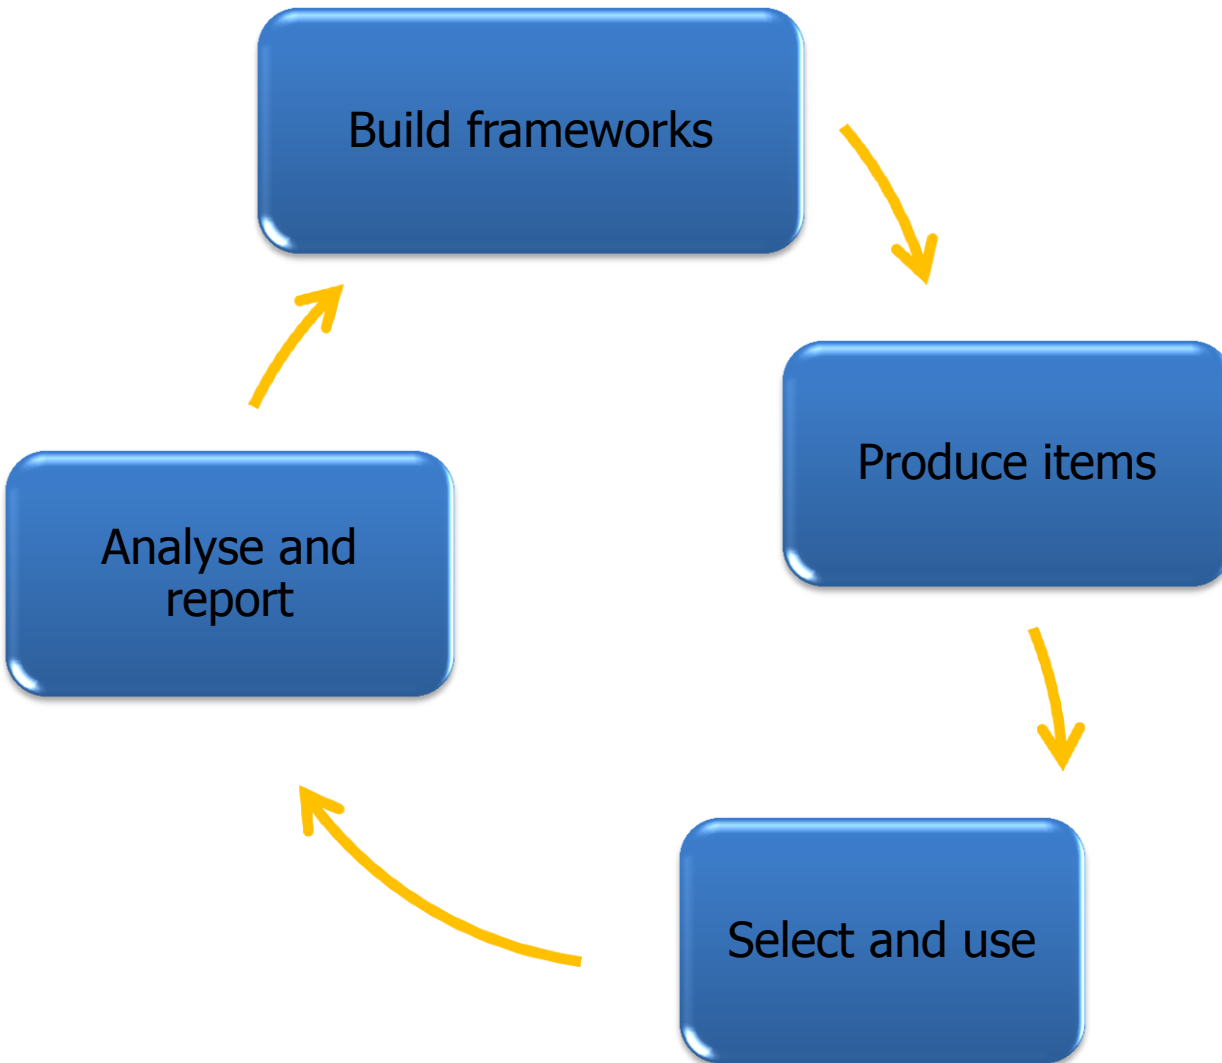 Build frameworks
Produce items
Select and use
Analyse and
report